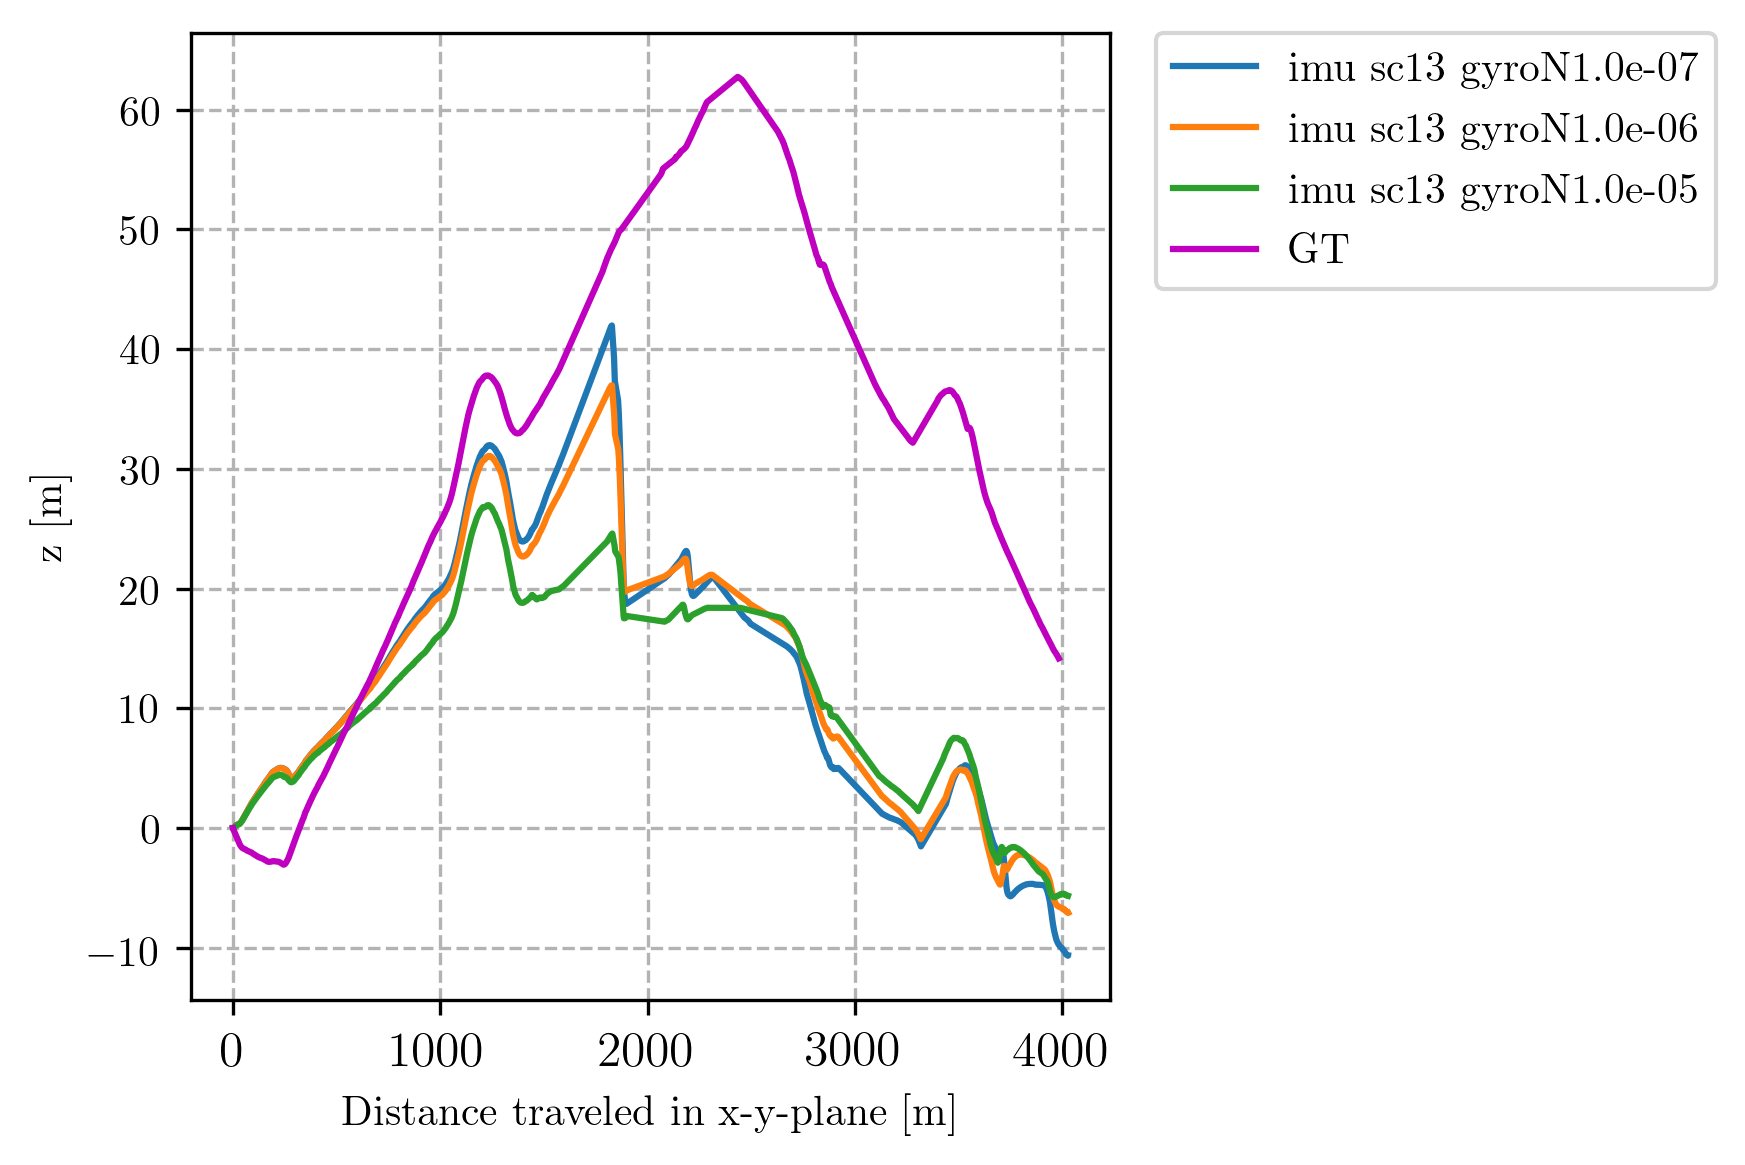 60
50
40
30
20
10
0
−10
z [m]
0 1000 2000 3000 4000
Distance traveled in x-y-plane [m]
imu sc13 gyroN1.0e-07
imu sc13 gyroN1.0e-06
imu sc13 gyroN1.0e-05
GT